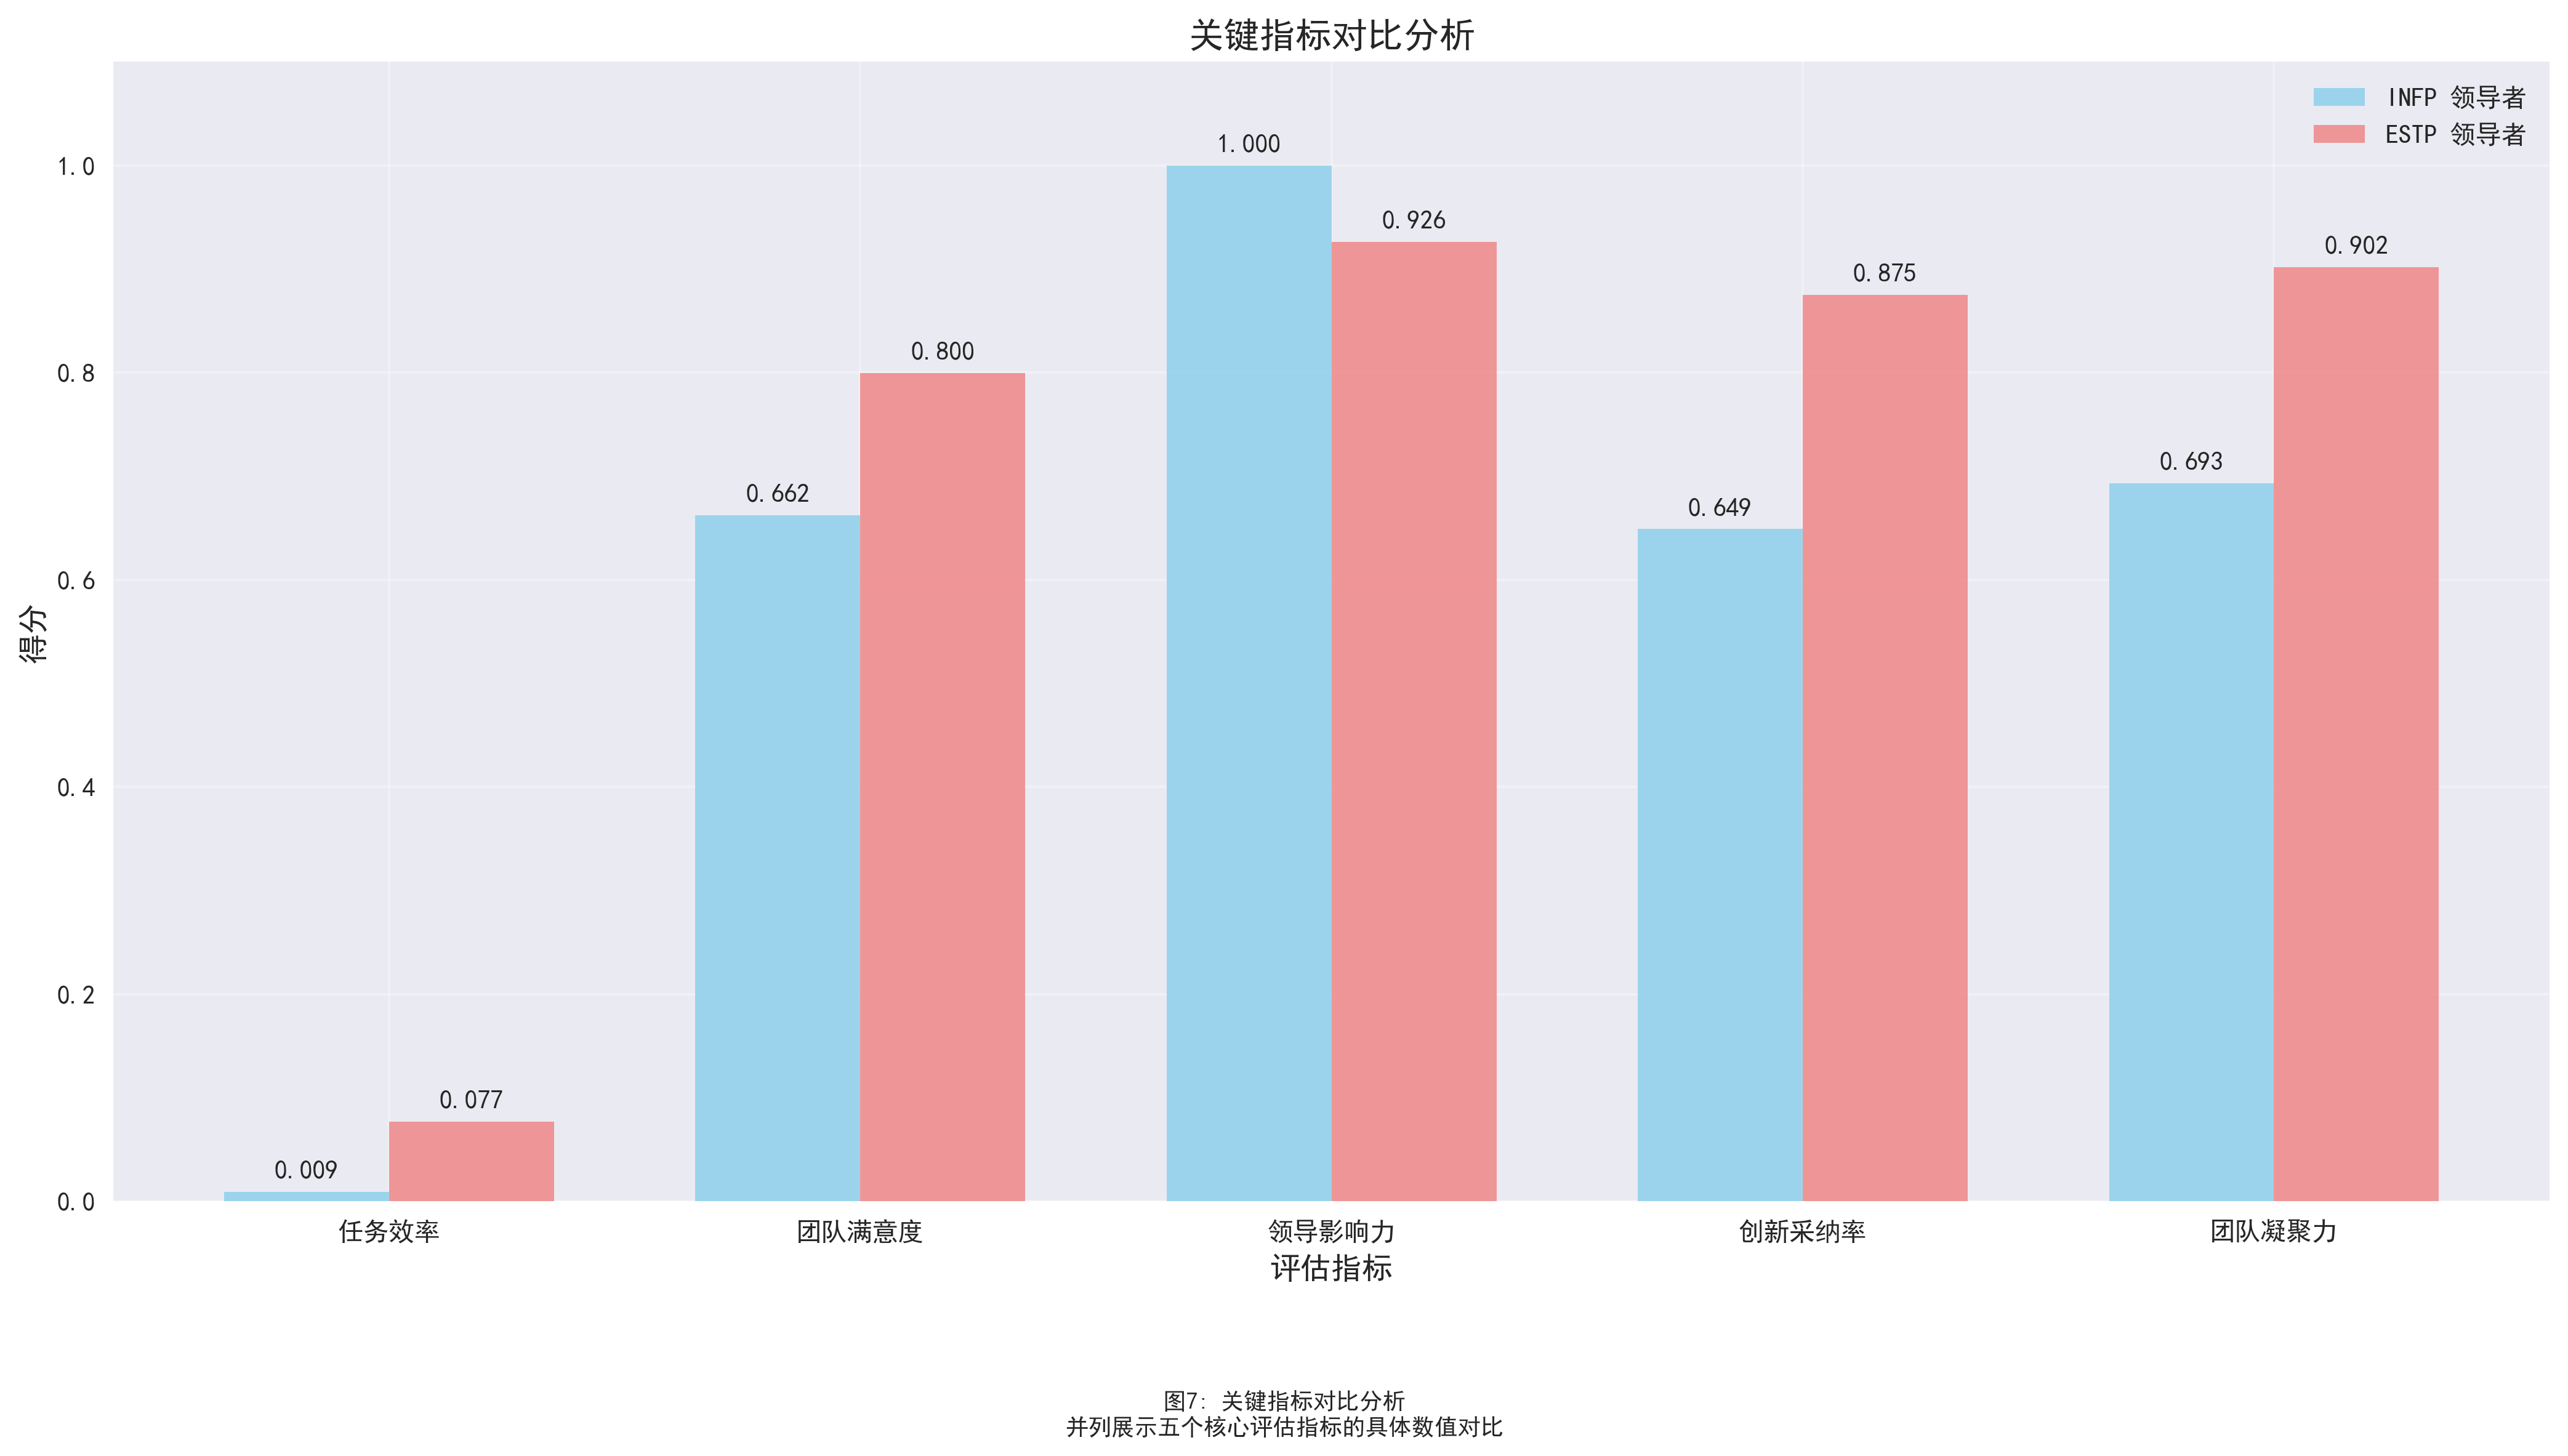 关键指标对比分析
INFP 领导者
ESTP 领导者
得分
1.0
0.8
0.6
0.4
0.2
0.0
0.009
0.077
0.662
0.800
1.000
0.926
0.649
0.875
0.693
0.902
任务效率
团队满意度
领导影响力
创新采纳率
团队凝聚力
评估指标
图7: 关键指标对比分析
并列展示五个核心评估指标的具体数值对比